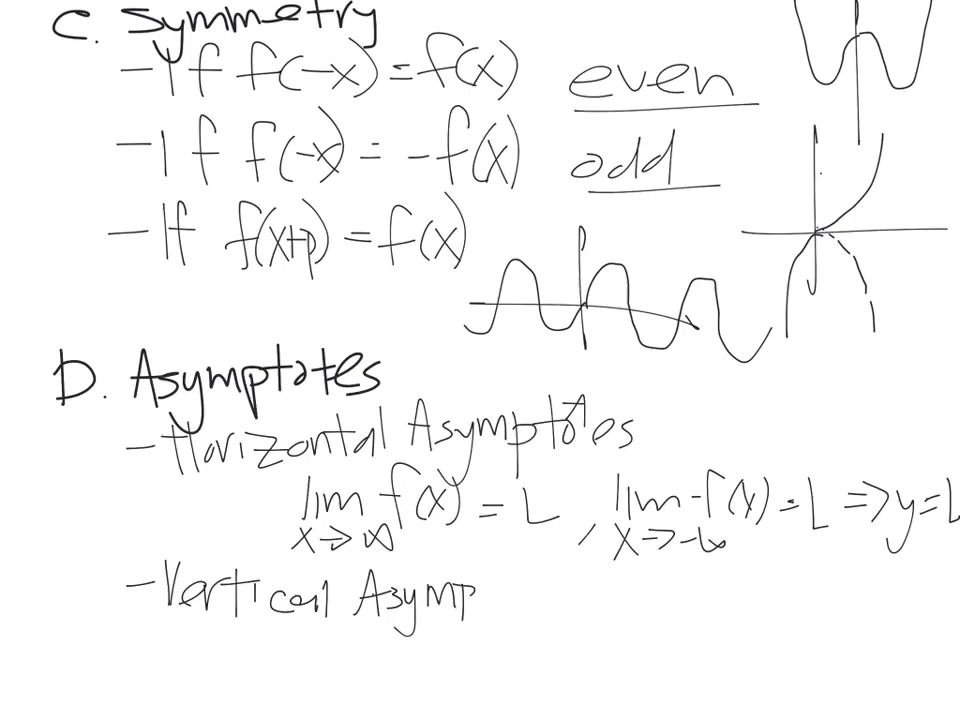 C. Symmetry
- If f(-x) = f(x) even
- If f(-x) = -f(x) odd
- If f(x+p) = f(x)
D. Asymptotes
- Horizontal Asymptotes
lim x→∞ f(x) = L , lim x→-∞ f(x) = L ⇒ y = L
- Vertical Asymp